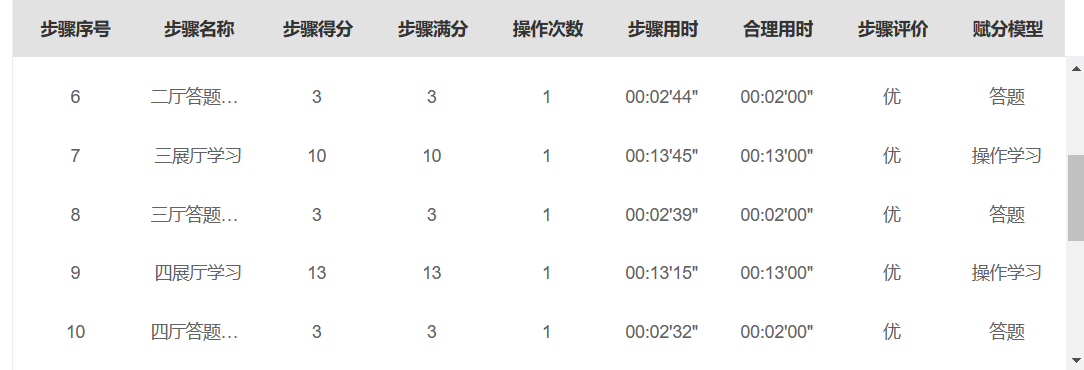 步骤序号 步骤名称 步骤得分 步骤满分 操作次数 步骤用时 合理用时 步骤评价 赋分模型
6 二厅答题... 3 3 1 00:02'44" 00:02'00" 优 答题
7 三展厅学习 10 10 1 00:13'45" 00:13'00" 优 操作学习
8 三厅答题... 3 3 1 00:02'39" 00:02'00" 优 答题
9 四展厅学习 13 13 1 00:13'15" 00:13'00" 优 操作学习
10 四厅答题... 3 3 1 00:02'32" 00:02'00" 优 答题